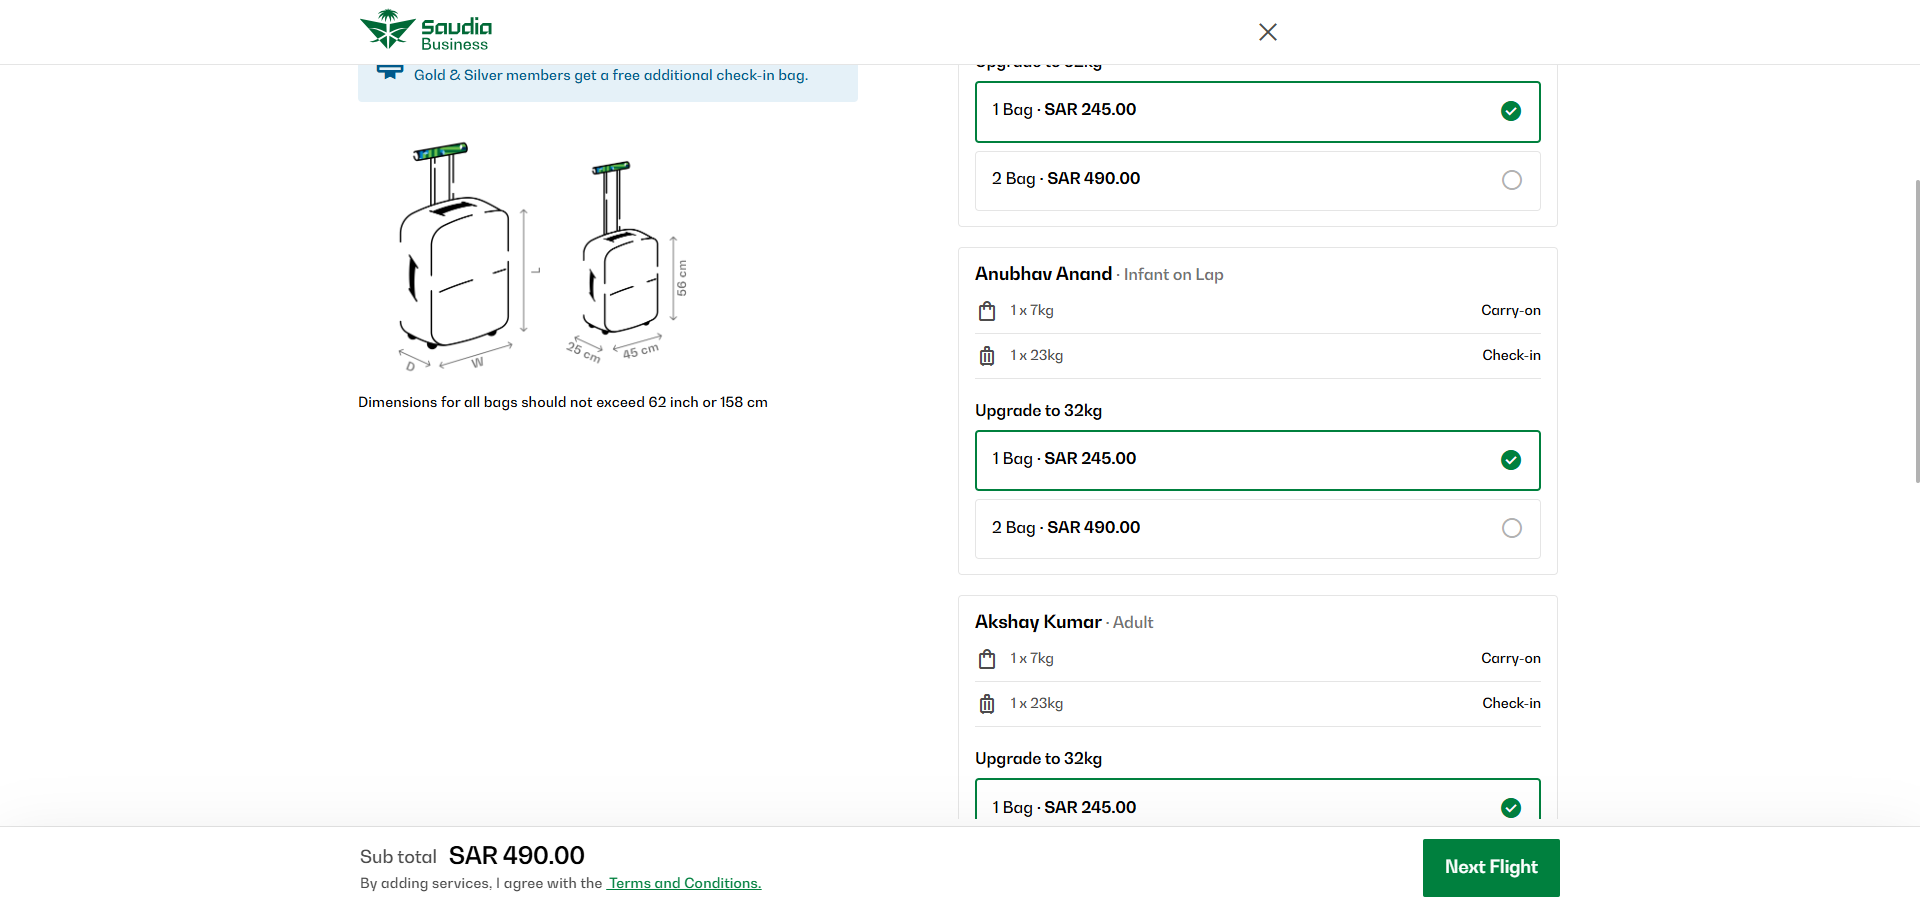 Saudia
Business
Gold & Silver members get a free additional check-in bag.
L
D
W
56 cm
25 cm
45 cm
Dimensions for all bags should not exceed 62 inch or 158 cm
Upgrade to 32kg
1 Bag · SAR 245.00
2 Bag · SAR 490.00
Anubhav Anand · Infant on Lap
1 x 7kg Carry-on
1 x 23kg Check-in
Upgrade to 32kg
1 Bag · SAR 245.00
2 Bag · SAR 490.00
Akshay Kumar · Adult
1 x 7kg Carry-on
1 x 23kg Check-in
Upgrade to 32kg
1 Bag · SAR 245.00
Sub total SAR 490.00
By adding services, I agree with the Terms and Conditions.
Next Flight